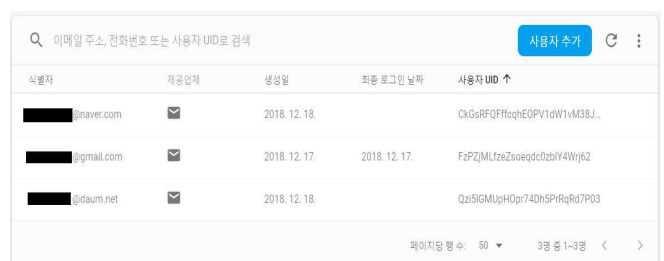 이메일 주소, 전화번호 또는 사용자 UID로 검색 사용자 추가
식별자 제공업체 생성일 최종 로그인 날짜 사용자 UID ↑
@naver.com 2018. 12. 18. CkGsRFQFffcqhEOPV1dW1vM38J...
@gmail.com 2018. 12. 17. 2018. 12. 17. FzPZjMLfzeZsoeqdc0zblY4Wrj62
@daum.net 2018. 12. 18. Qzi5lGMUpHOpr74Dh5PrRqRd7P03
페이지당 행 수: 50 3명 중 1~3명